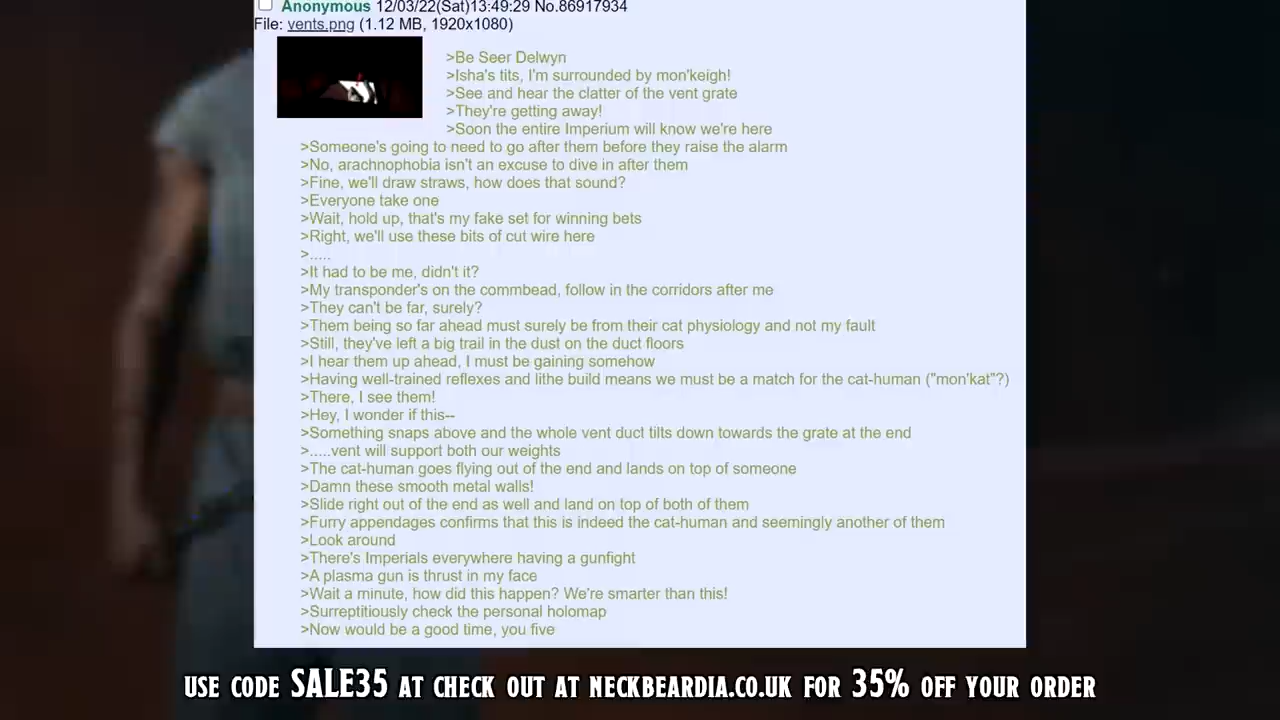 Anonymous 12/03/22(Sat)13:49:29 No.86917934
File: vents.png (1.12 MB, 1920x1080)
>Be Seer Delwyn
>Isha's tits, I'm surrounded by mon'keigh!
>See and hear the clatter of the vent grate
>They're getting away!
>Soon the entire Imperium will know we're here
>Someone's going to need to go after them before they raise the alarm
>No, arachnophobia isn't an excuse to dive in after them
>Fine, we'll draw straws, how does that sound?
>Everyone take one
>Wait, hold up, that's my fake set for winning bets
>Right, we'll use these bits of cut wire here
>.....
>It had to be me, didn't it?
>My transponder's on the commbead, follow in the corridors after me
>They can't be far, surely?
>Them being so far ahead must surely be from their cat physiology and not my fault
>Still, they've left a big trail in the dust on the duct floors
>I hear them up ahead, I must be gaining somehow
>Having well-trained reflexes and lithe build means we must be a match for the cat-human ("mon'kat"?)
>There, I see them!
>Hey, I wonder if this--
>Something snaps above and the whole vent duct tilts down towards the grate at the end
>.....vent will support both our weights
>The cat-human goes flying out of the end and lands on top of someone
>Damn these smooth metal walls!
>Slide right out of the end as well and land on top of both of them
>Furry appendages confirms that this is indeed the cat-human and seemingly another of them
>Look around
>There's Imperials everywhere having a gunfight
>A plasma gun is thrust in my face
>Wait a minute, how did this happen? We're smarter than this!
>Surreptitiously check the personal holomap
>Now would be a good time, you five
USE CODE SALE35 AT CHECK OUT AT NECKBEARDIA.CO.UK FOR 35% OFF YOUR ORDER